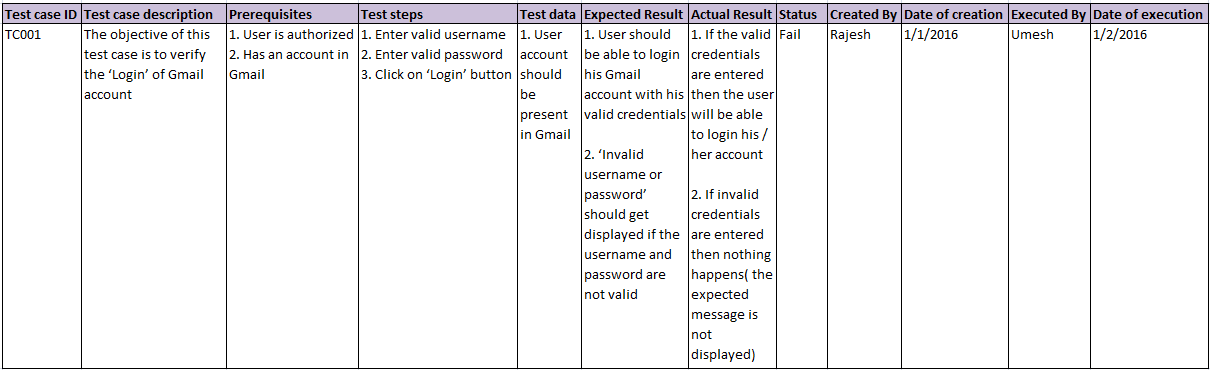 Test case ID Test case description Prerequisites Test steps Test data Expected Result Actual Result Status Created By Date of creation Executed By Date of execution
TC001
The objective of this
test case is to verify
the ‘Login’ of Gmail
account
1. User is authorized
2. Has an account in
Gmail
1. Enter valid username
2. Enter valid password
3. Click on ‘Login’ button
1. User
account
should
be
present
in Gmail
1. User should
be able to login
his Gmail
account with his
valid credentials
2. ‘Invalid
username or
password’
should get
displayed if the
username and
password are
not valid
1. If the valid
credentials
are entered
then the user
will be able
to login his /
her account
2. If invalid
credentials
are entered
then nothing
happens( the
expected
message is
not
displayed)
Fail
Rajesh
1/1/2016
Umesh
1/2/2016